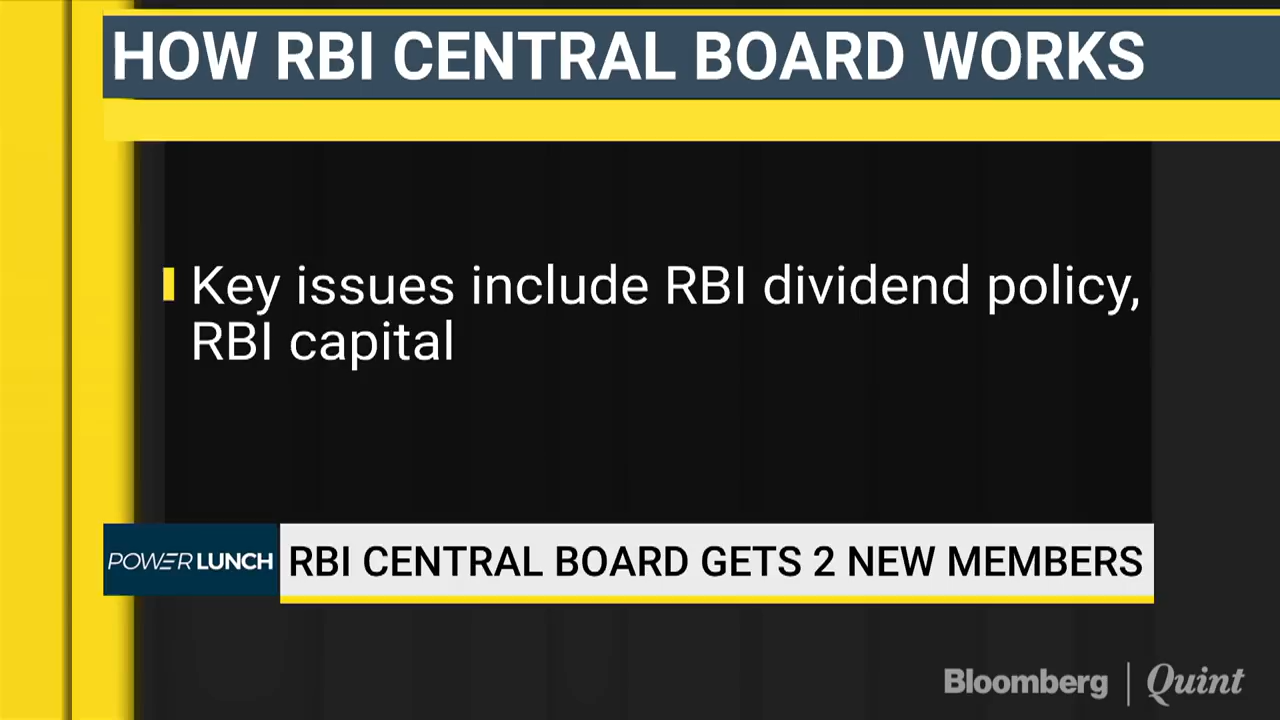 HOW RBI CENTRAL BOARD WORKS
Key issues include RBI dividend policy,
RBI capital
POWER LUNCH
RBI CENTRAL BOARD GETS 2 NEW MEMBERS
Bloomberg | Quint